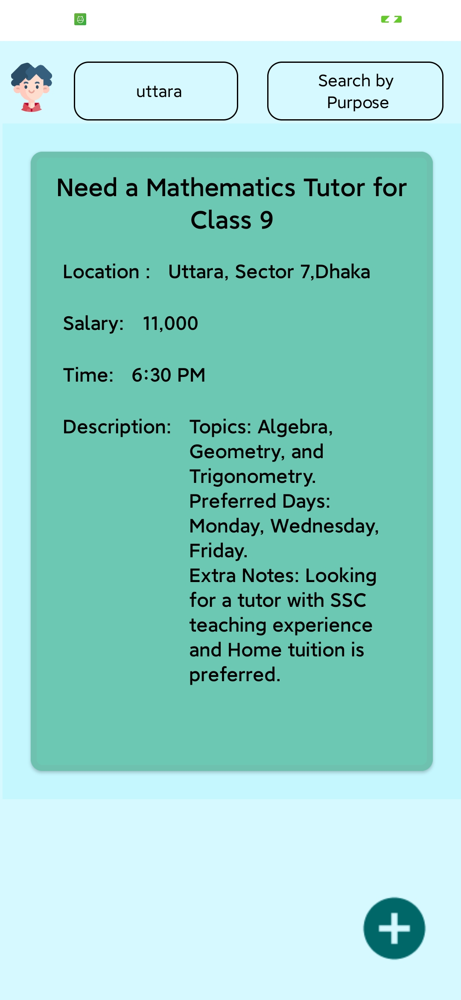 uttara
Search by
Purpose
Need a Mathematics Tutor for
Class 9
Location : Uttara, Sector 7,Dhaka
Salary: 11,000
Time: 6:30 PM
Description: Topics: Algebra,
Geometry, and
Trigonometry.
Preferred Days:
Monday, Wednesday,
Friday.
Extra Notes: Looking
for a tutor with SSC
teaching experience
and Home tuition is
preferred.